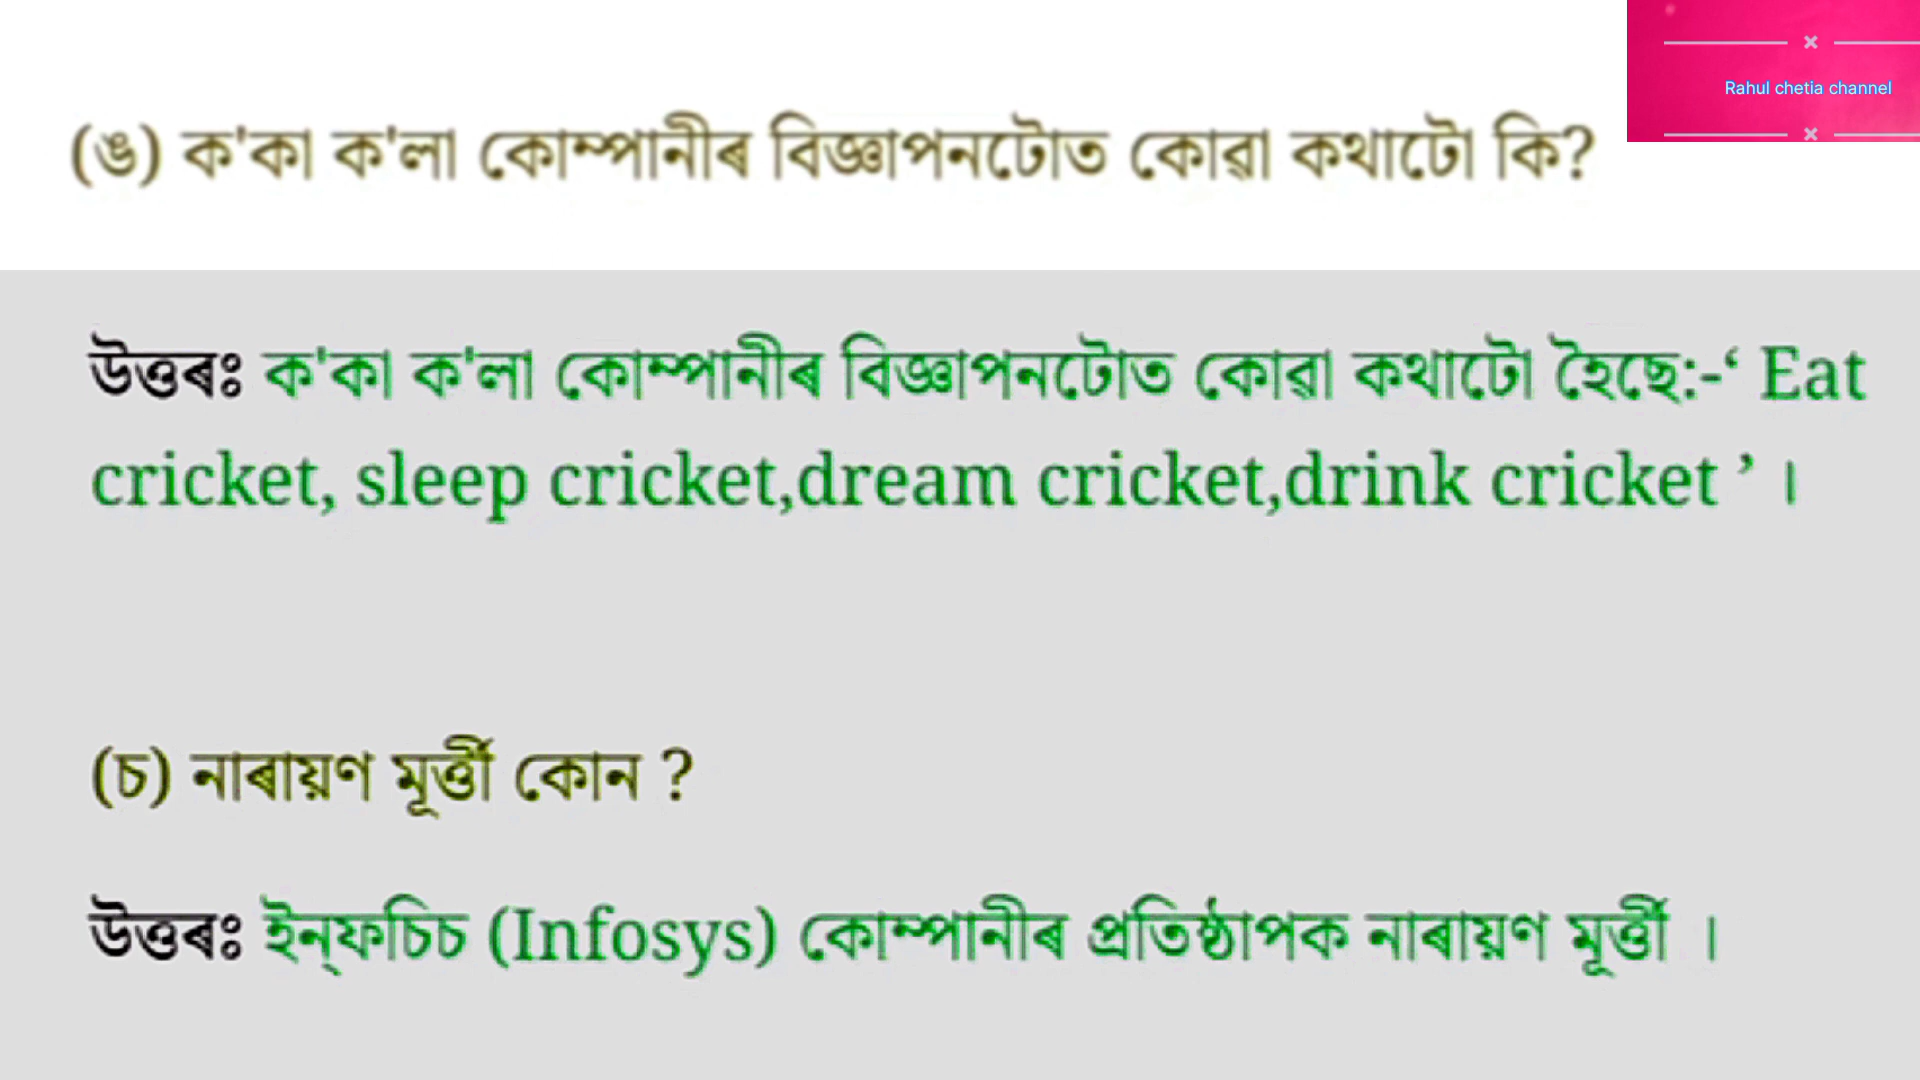 Rahul chetia channel
(ঙ) ক'কা ক'লা কোম্পানীৰ বিজ্ঞাপনটোত কোৱা কথাটো কি?
উত্তৰঃ ক'কা ক'লা কোম্পানীৰ বিজ্ঞাপনটোত কোৱা কথাটো হৈছে:-‘ Eat
cricket, sleep cricket,dream cricket,drink cricket ’ ।
(চ) নাৰায়ণ মূৰ্ত্তী কোন ?
উত্তৰঃ ইন্‌ফচিচ (Infosys) কোম্পানীৰ প্ৰতিষ্ঠাপক নাৰায়ণ মূৰ্ত্তী ।